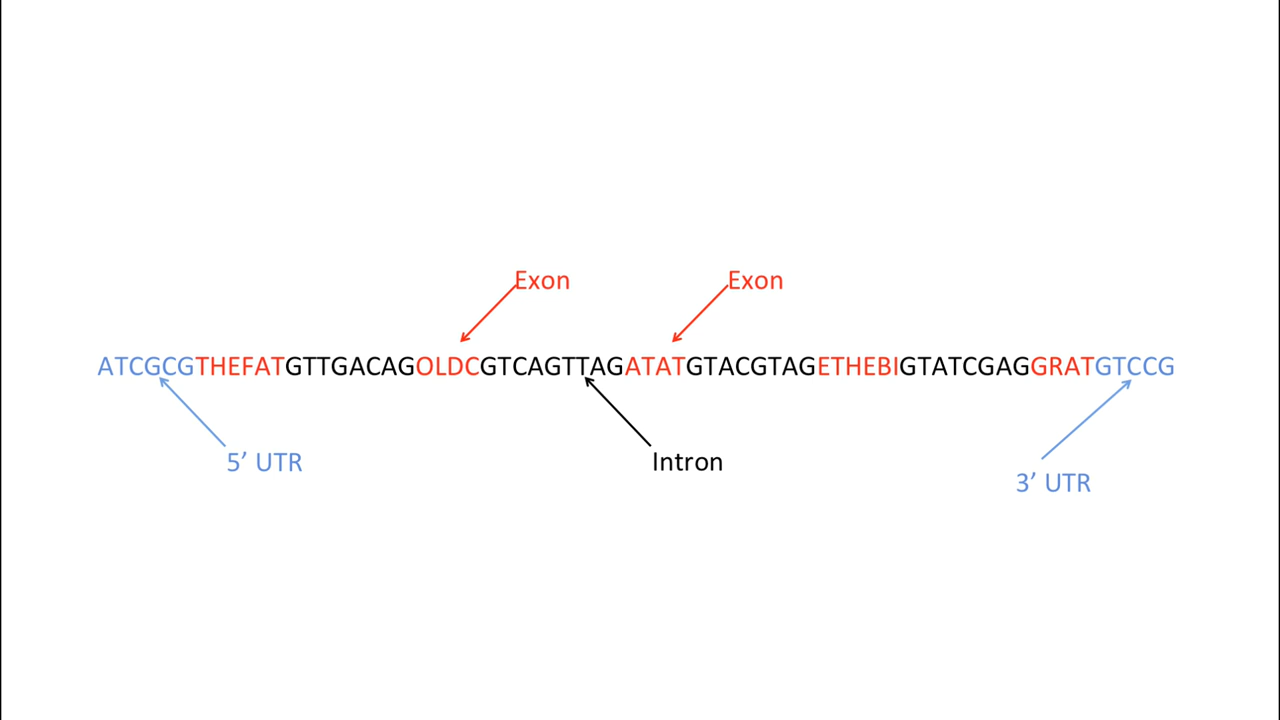 Exon Exon
ATCGCGTHEFATGTTGACAGOLDCGTCAGTTAGATATGTACGTAGETHEBIGTATCGAGGRATGTCCG
5’ UTR Intron
3’ UTR